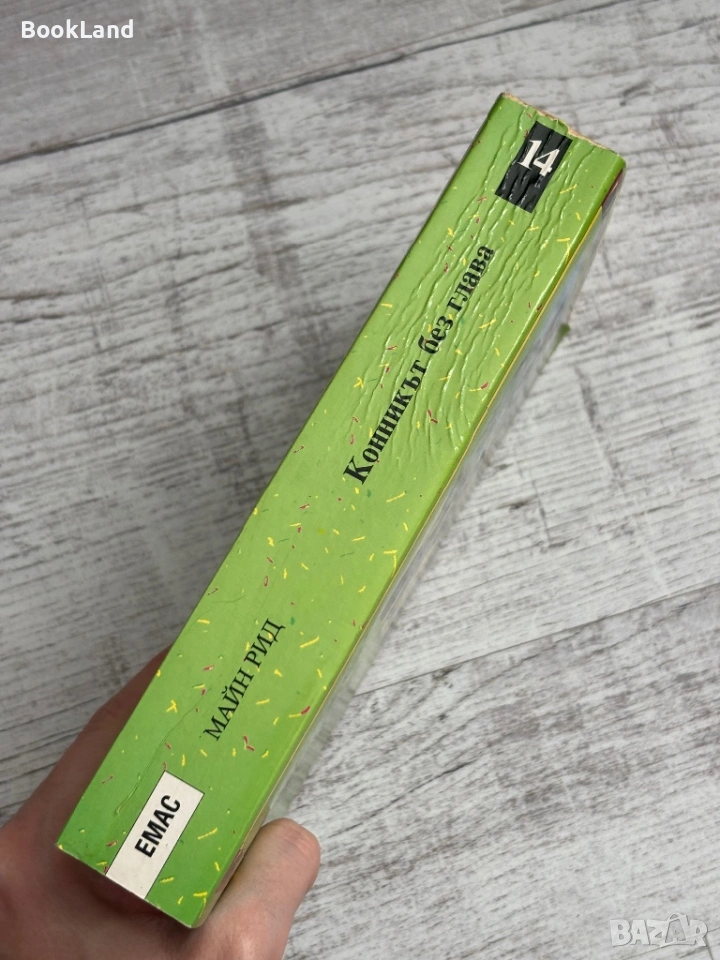 BookLand
14
Конникът без глава
МАЙН РИД
ЕМАС
BAZAR